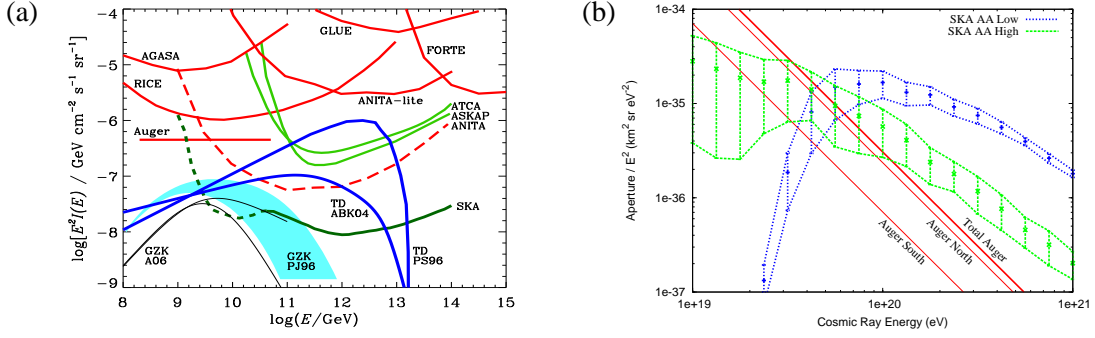 (a)
log[E²I(E) / GeV cm⁻² s⁻¹ sr⁻¹]
-4
-5
-6
-7
-8
-9
GLUE
FORTE
AGASA
RICE
ANITA-lite
ATCA
ASKAP
ANITA
Auger
TD
ABK04
SKA
GZK
A06
GZK
PJ96
TD
PS96
8 9 10 11 12 13 14 15
log(E/GeV)
(b)
Aperture / E² (km² sr eV⁻²)
1e-34
1e-35
1e-36
1e-37
SKA AA Low
SKA AA High
Auger South
Auger North
Total Auger
1e+19 1e+20 1e+21
Cosmic Ray Energy (eV)